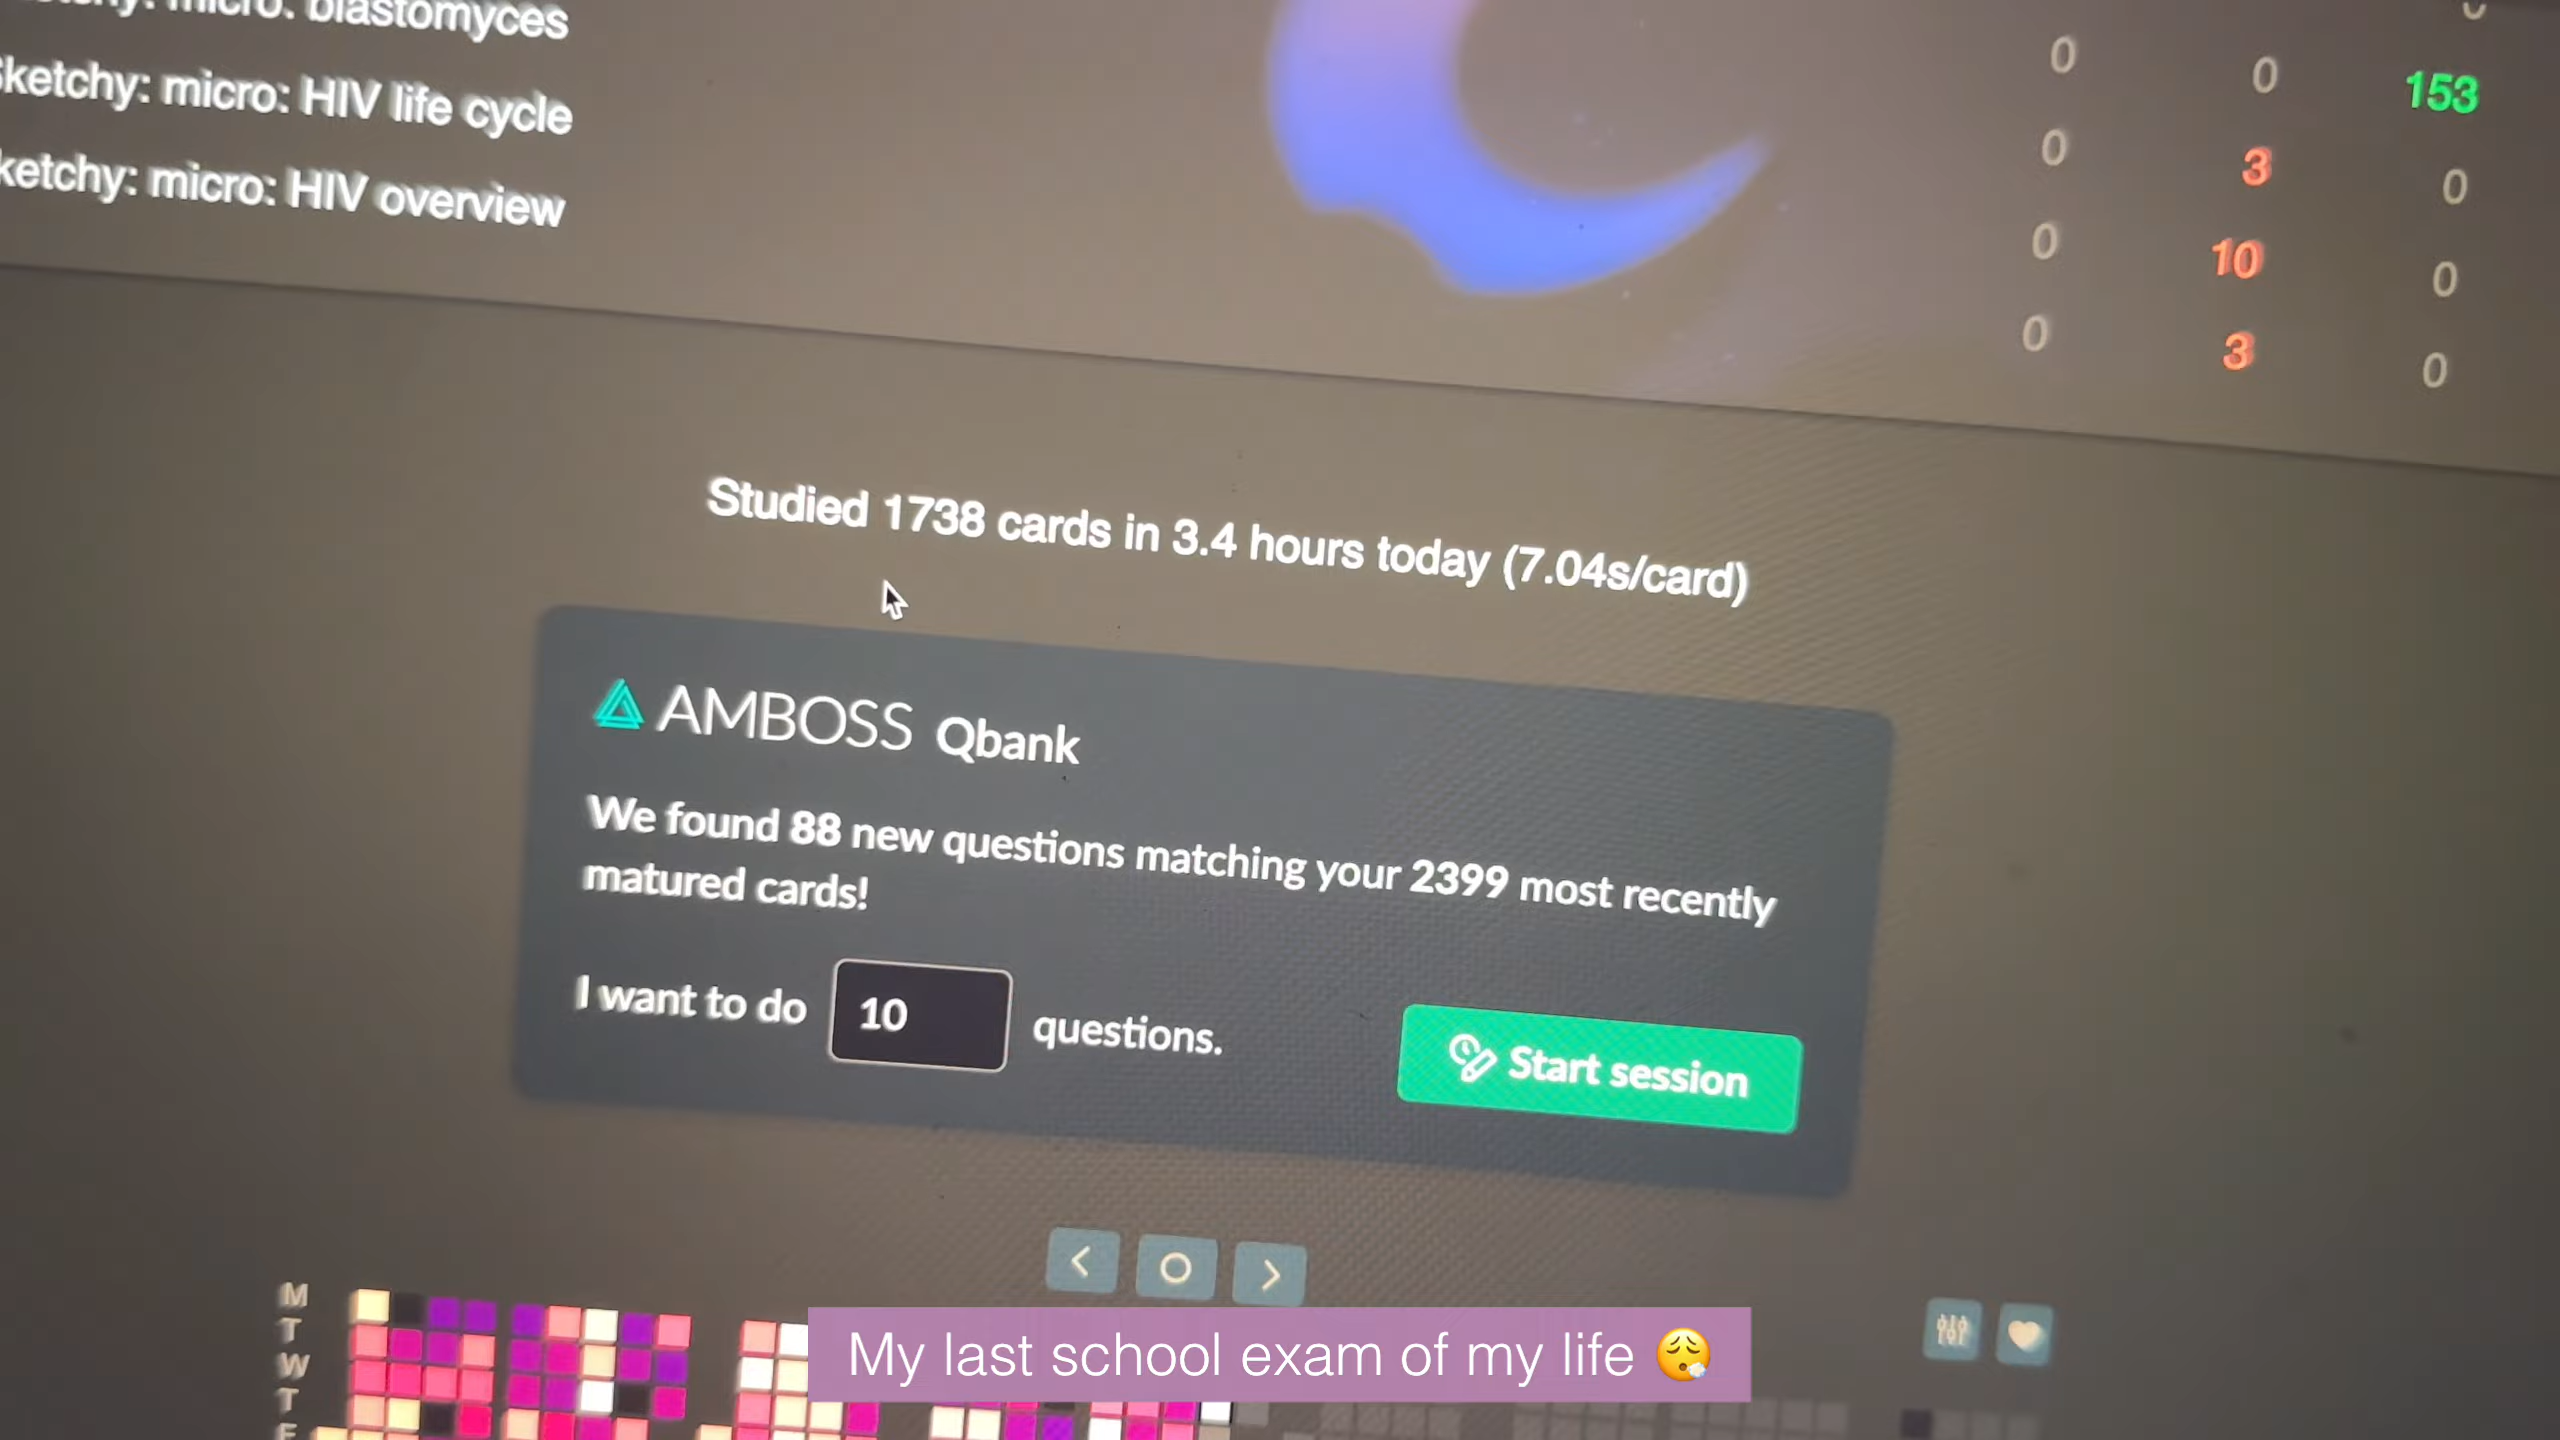 micro: blastomyces
0 0 153
ketchy: micro: HIV life cycle
0 3 0
ketchy: micro: HIV overview
0 10 0
0 3 0
Studied 1738 cards in 3.4 hours today (7.04s/card)
AMBOSS Qbank
We found 88 new questions matching your 2399 most recently
matured cards!
I want to do 10 questions.
Start session
M
T
W
T
F
My last school exam of my life 😮‍💨